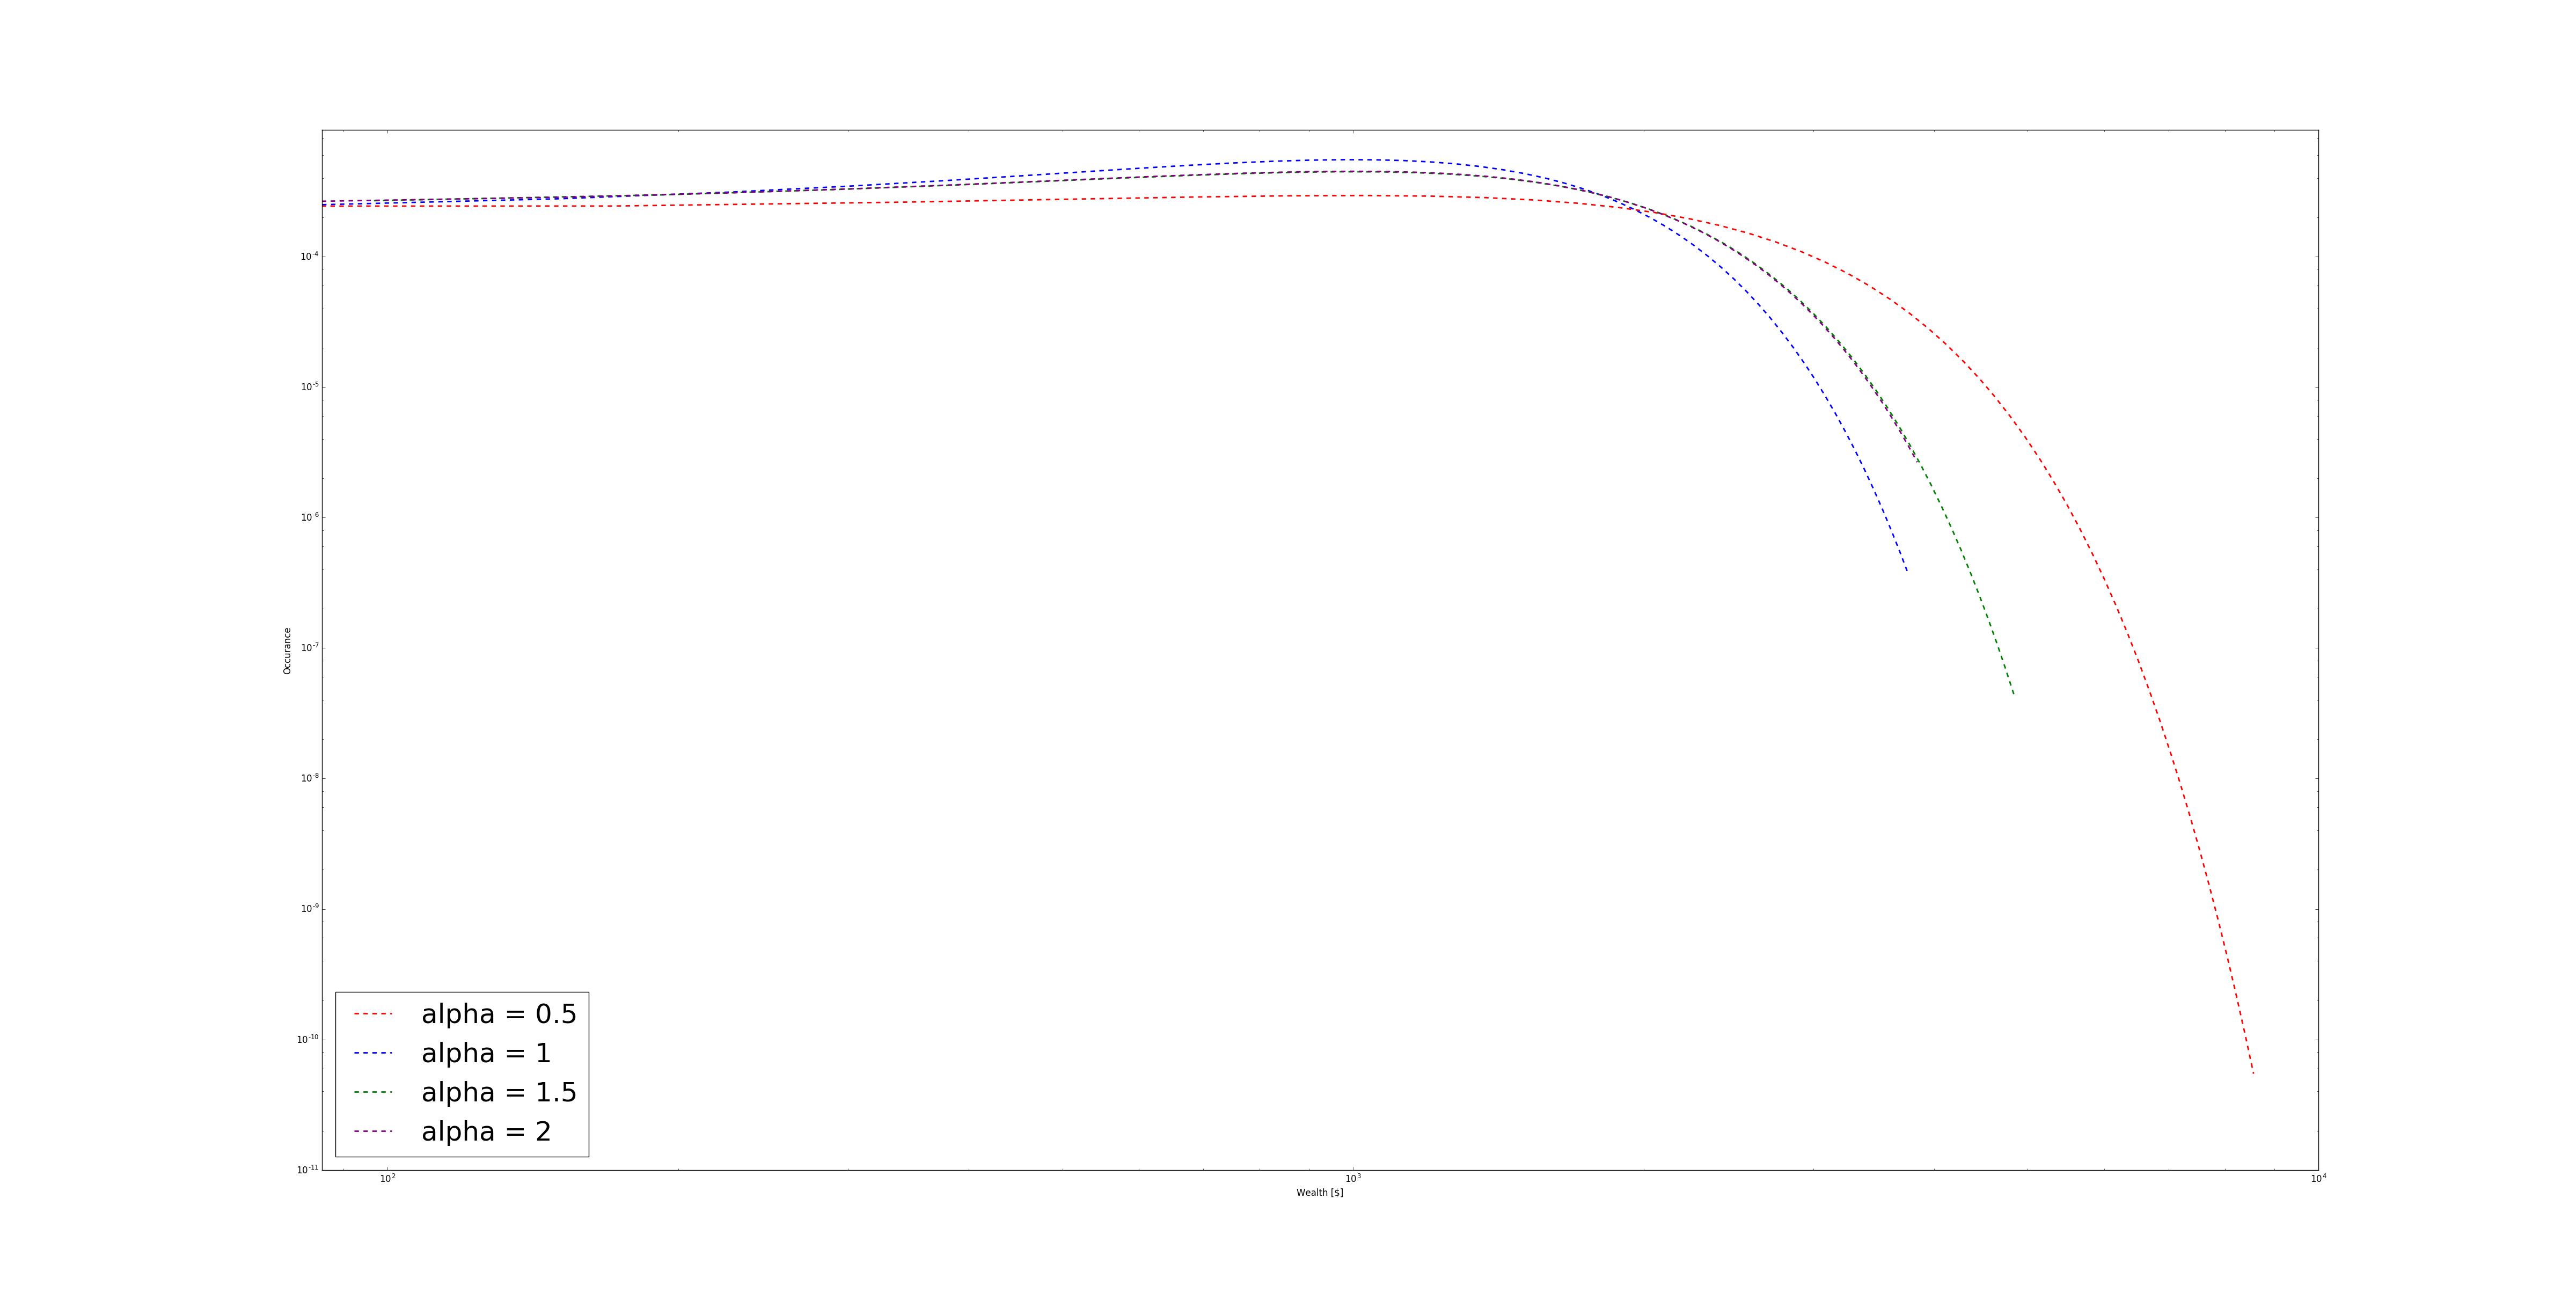 10^-4
10^-5
10^-6
10^-7
10^-8
10^-9
10^-10
10^-11
Occurance
alpha = 0.5
alpha = 1
alpha = 1.5
alpha = 2
10^2
10^3
10^4
Wealth [$]